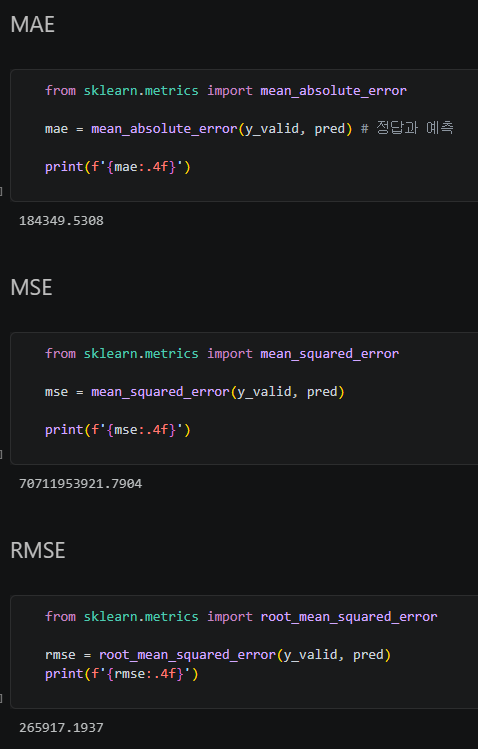 MAE
from sklearn.metrics import mean_absolute_error
mae = mean_absolute_error(y_valid, pred) # 정답과 예측
print(f'{mae:.4f}')
]
184349.5308
MSE
from sklearn.metrics import mean_squared_error
mse = mean_squared_error(y_valid, pred)
print(f'{mse:.4f}')
]
70711953921.7904
RMSE
from sklearn.metrics import root_mean_squared_error
rmse = root_mean_squared_error(y_valid, pred)
print(f'{rmse:.4f}')
]
265917.1937